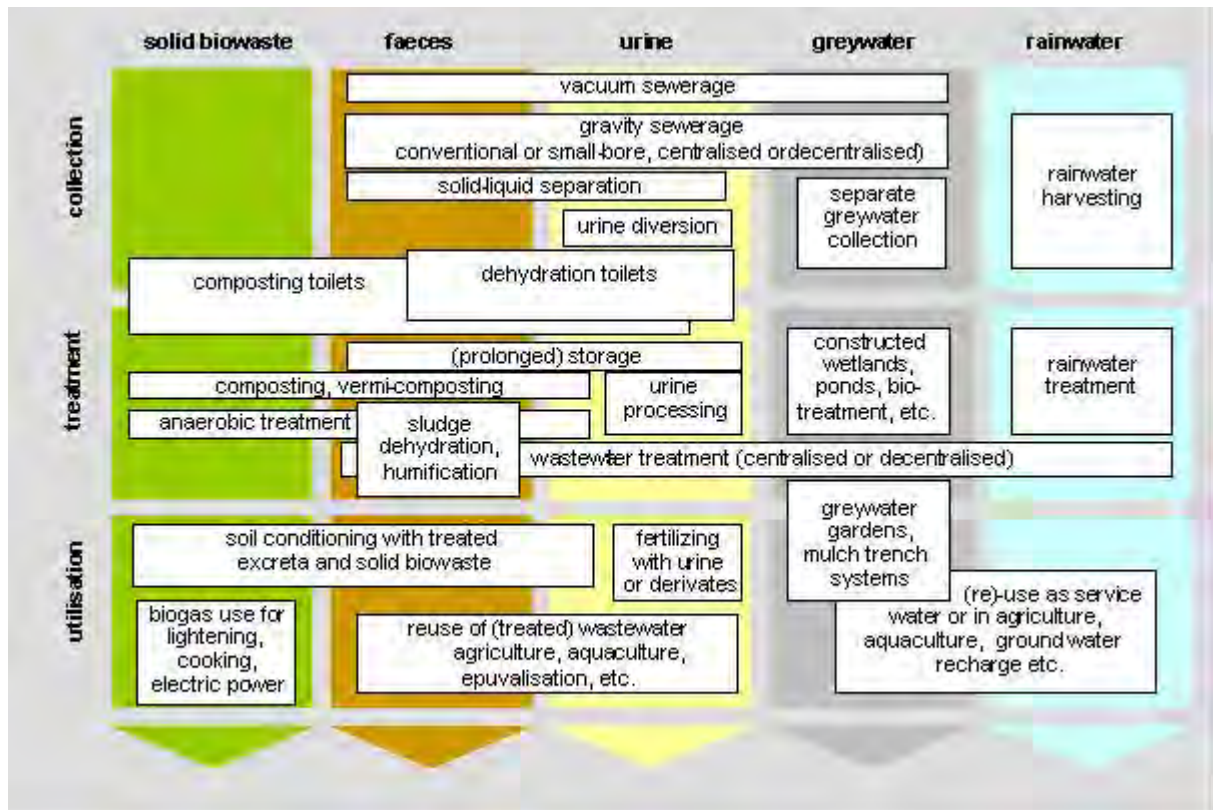 solid biowaste
faeces
urine
greywater
rainwater
collection
vacuum sewerage
gravity sewerage
conventional or small-bore, centralised ordecentralised)
solid-liquid separation
urine diversion
separate
greywater
collection
rainwater
harvesting
composting toilets
dehydration toilets
treatment
(prolonged) storage
composting, vermi-composting
urine
processing
anaerobic treatment
sludge
dehydration,
humification
constructed
wetlands,
ponds, bio-
treatment, etc.
rainwater
treatment
wastewter treatment (centralised or decentralised)
utilisation
soil conditioning with treated
excreta and solid biowaste
fertilizing
with urine
or derivates
greywater
gardens,
mulch trench
systems
biogas use for
lightening,
cooking,
electric power
reuse of (treated) wastewater
agriculture, aquaculture,
epuvalisation, etc.
(re)-use as service
water or in agriculture,
aquaculture, ground water
recharge etc.